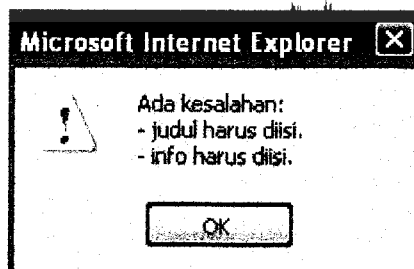 Microsoft Internet Explorer
Ada kesalahan:
- judul harus diisi.
- info harus diisi.
OK